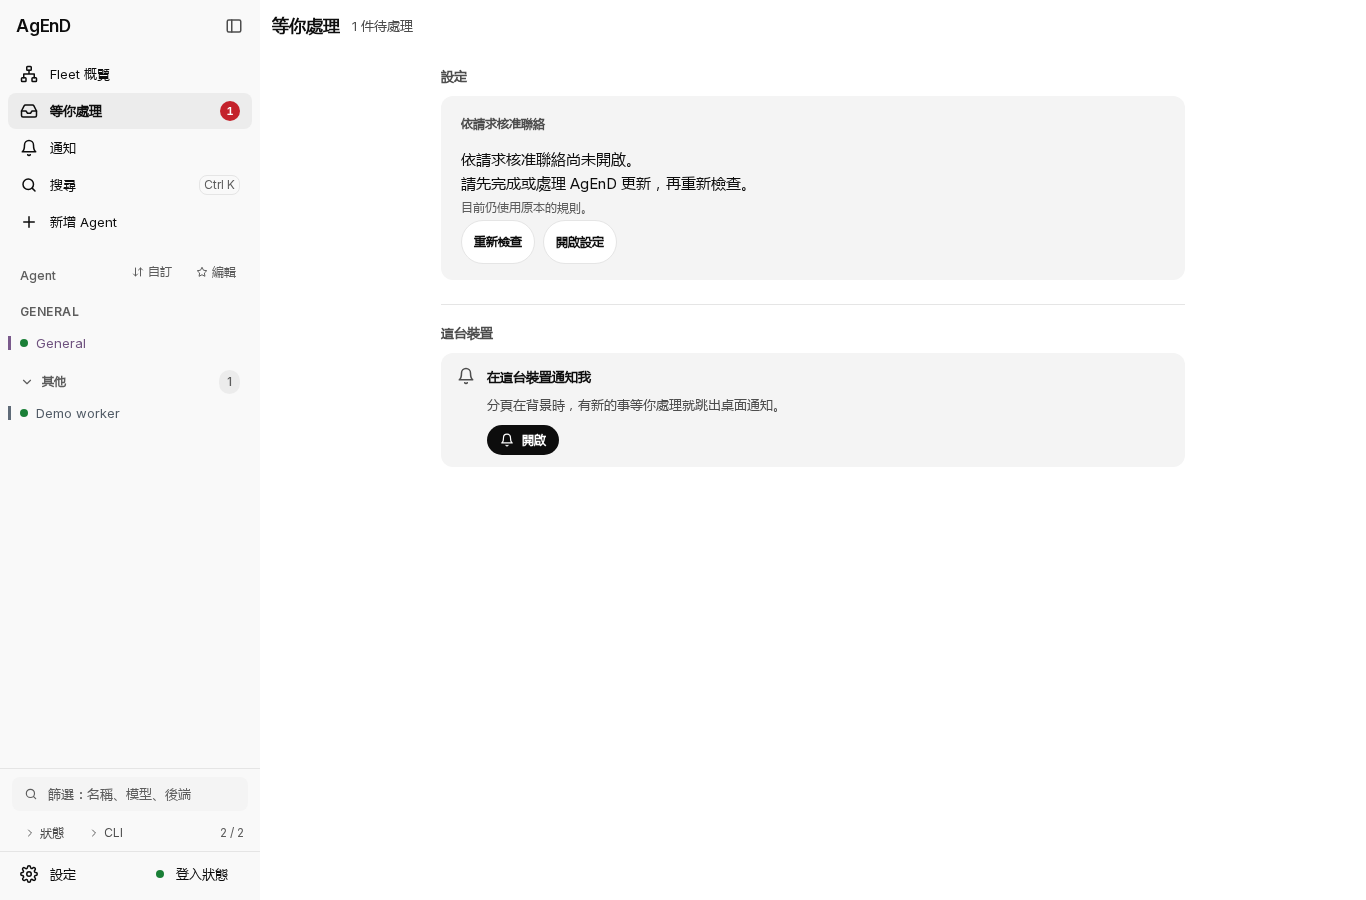 AgEnD
Fleet 概覽
等你處理
1
通知
搜尋
Ctrl K
新增 Agent
Agent
自訂
編輯
GENERAL
General
其他
1
Demo worker
篩選：名稱、模型、後端
狀態
CLI
2 / 2
設定
登入狀態
等你處理
1 件待處理
設定
依請求核准聯絡
依請求核准聯絡尚未開啟。
請先完成或處理 AgEnD 更新，再重新檢查。
目前仍使用原本的規則。
重新檢查
開啟設定
這台裝置
在這台裝置通知我
分頁在背景時，有新的事等你處理就跳出桌面通知。
開啟